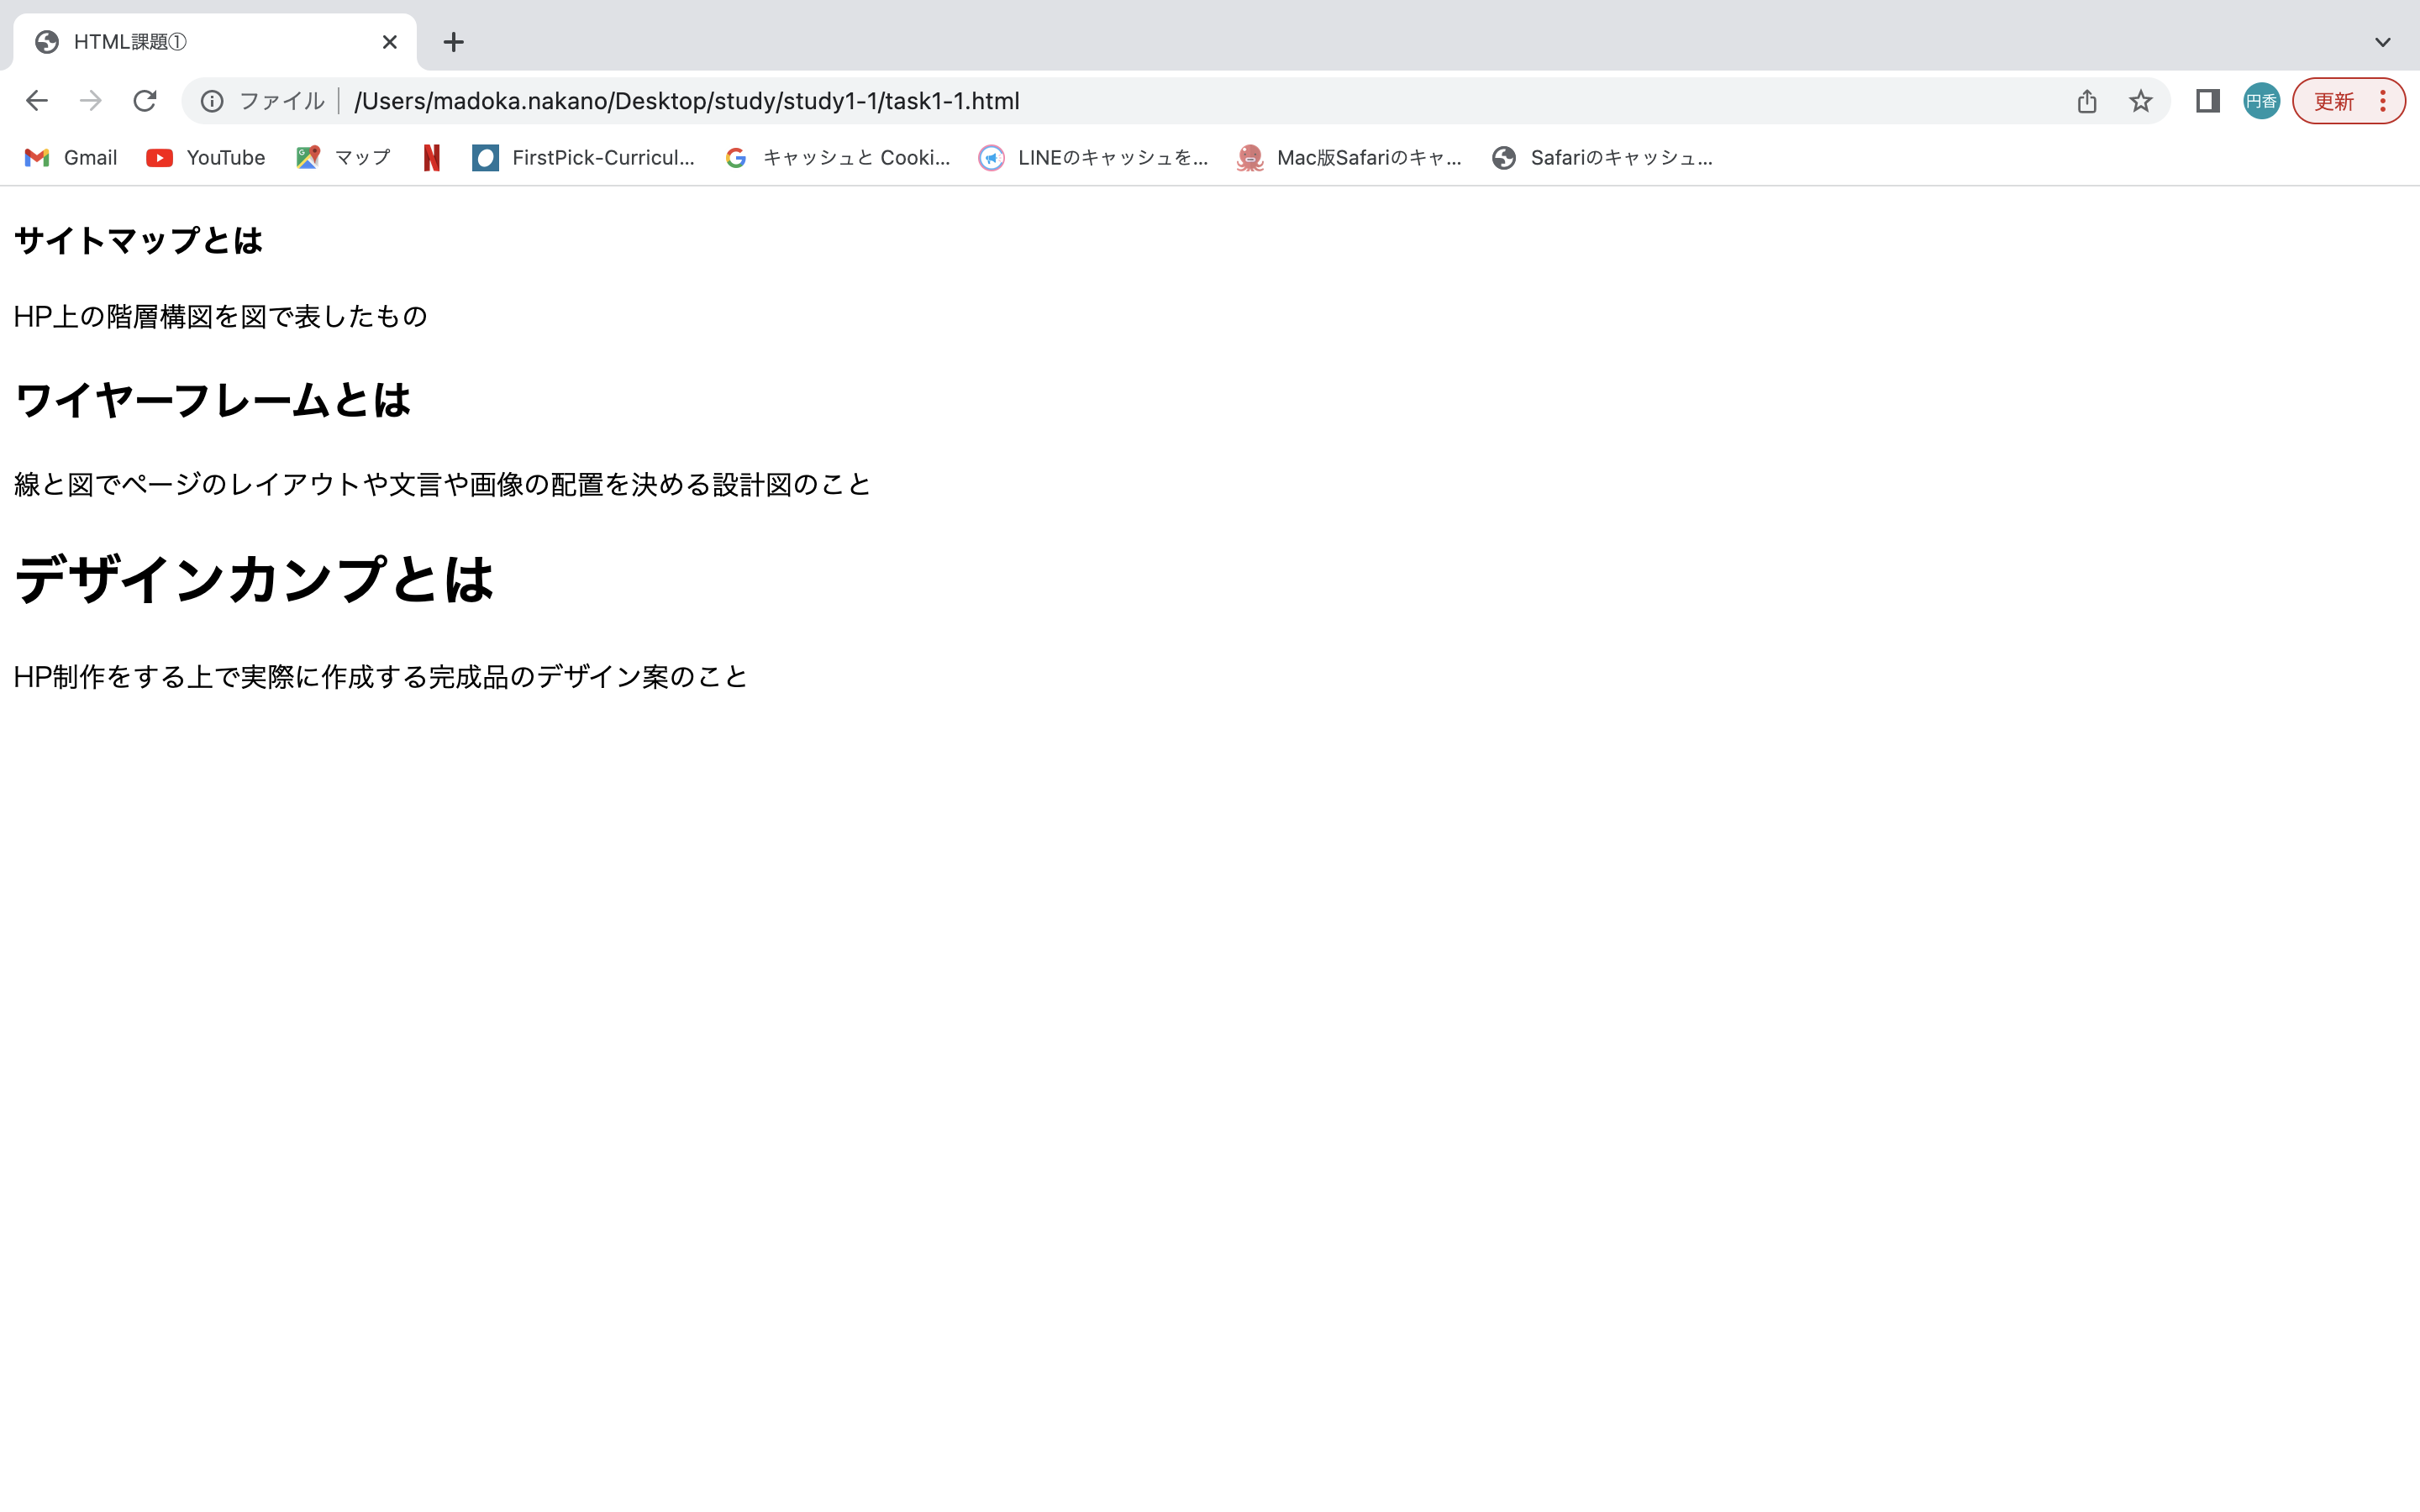 HTML課題①
ファイル /Users/madoka.nakano/Desktop/study/study1-1/task1-1.html
円香
更新
Gmail YouTube マップ FirstPick-Curricul... キャッシュと Cooki... LINEのキャッシュを... Mac版Safariのキャ... Safariのキャッシュ...
サイトマップとは
HP上の階層構図を図で表したもの
ワイヤーフレームとは
線と図でページのレイアウトや文言や画像の配置を決める設計図のこと
デザインカンプとは
HP制作をする上で実際に作成する完成品のデザイン案のこと